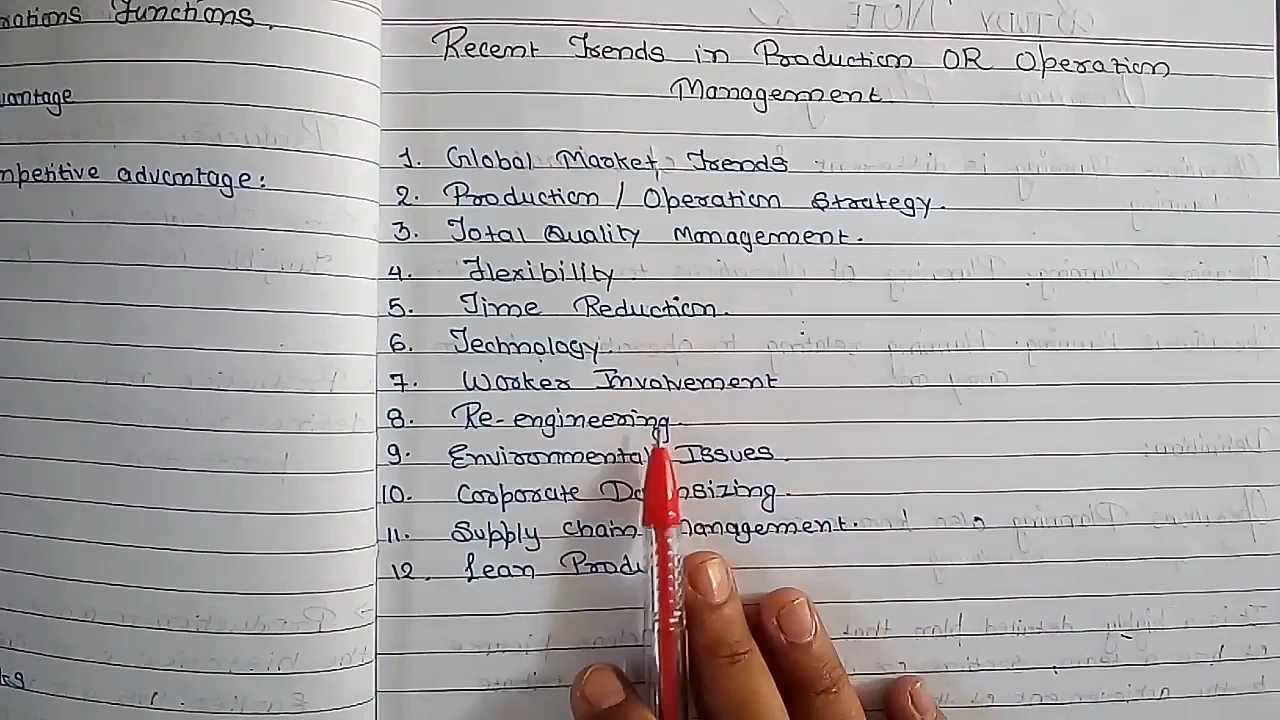 Functions.
advantage:
Recent Trends in Production OR Operation
Management.
1. Global Market Trends
2. Production / Operation Strategy.
3. Total Quality Management.
4. Flexibility
5. Time Reduction.
6. Technology.
7. Worker Involvement
8. Re-engineering.
9. Environmental Issues.
10. Corporate
11. Supply Chain Management.
12. Lean